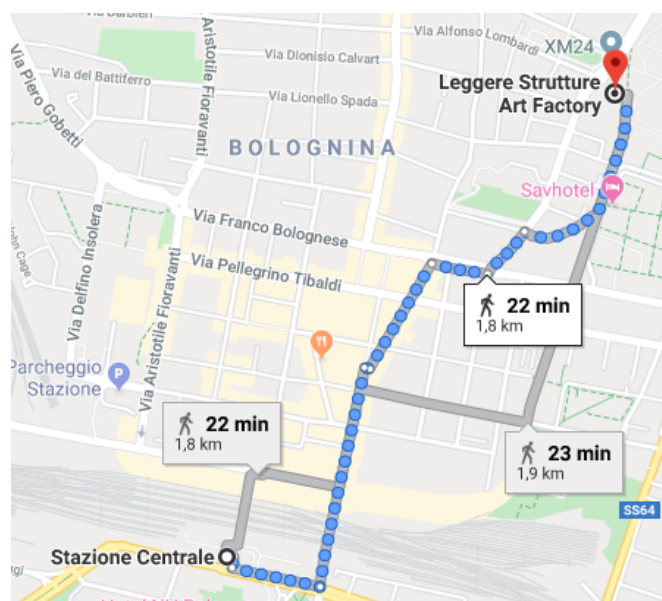 Via Barbieri
Via Alfonso Lombardi
XM24
Via Dionisio Calvart
Via del Battiferro
Via Lionello Spada
Leggere Strutture
Art Factory
Via Piero Gobetti
Aristotile Fioravanti
Via
BOLOGNINA
Savhotel
Via Franco Bolognese
John Cage
Via Delfino Insolera
Via Pellegrino Tibaldi
Via Aristotile Fioravanti
22 min
1,8 km
Parcheggio
Stazione
P
22 min
1,8 km
23 min
1,9 km
SS64
Stazione Centrale